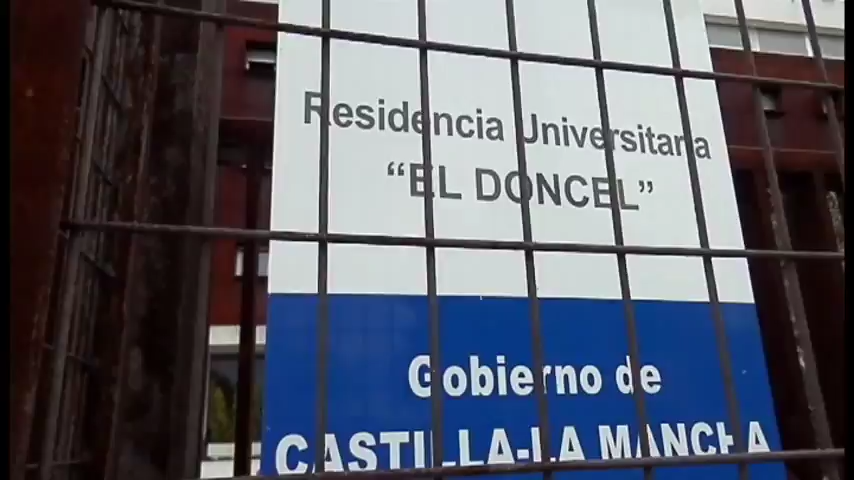 Residencia Universitaria
“EL DONCEL”
Gobierno de
CASTILLA-LA MANCHA